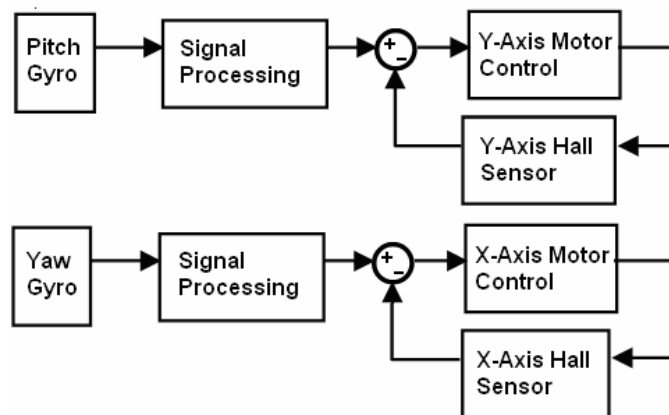 Pitch
Gyro
Signal
Processing
+
-
Y-Axis Motor
Control
Y-Axis Hall
Sensor
Yaw
Gyro
Signal
Processing
+
-
X-Axis Motor
Control
X-Axis Hall
Sensor